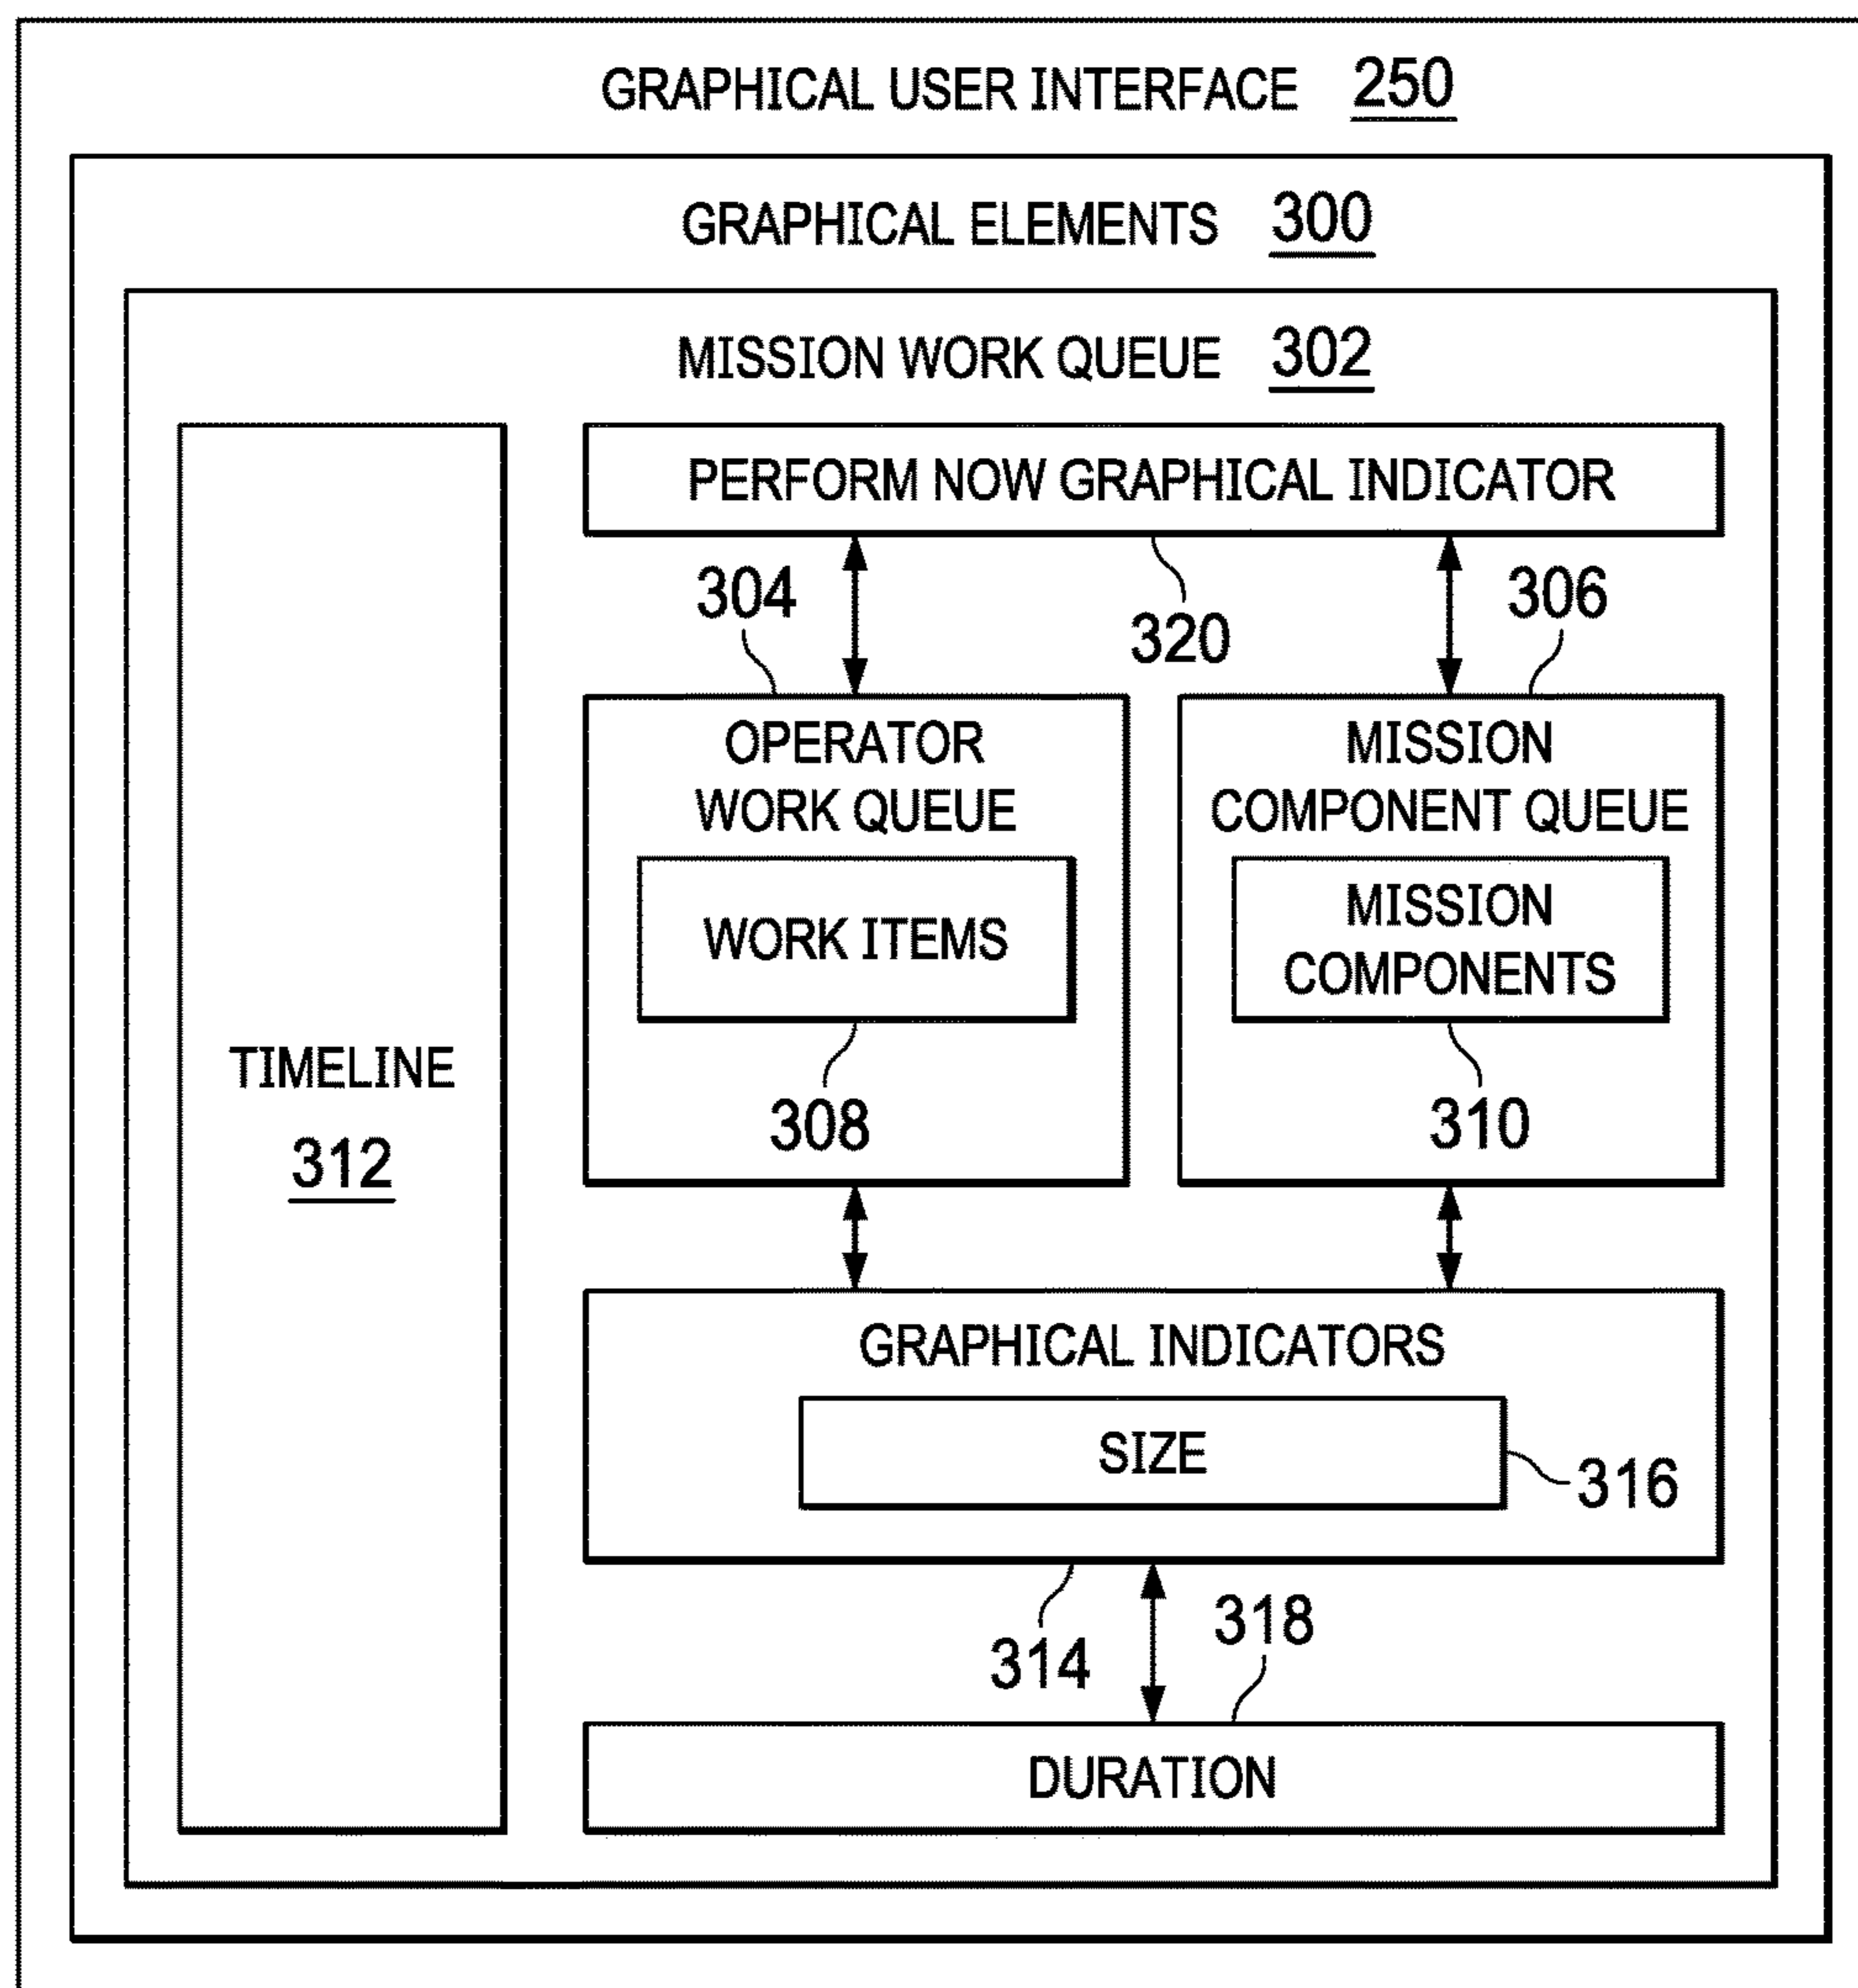 GRAPHICAL USER INTERFACE 250
GRAPHICAL ELEMENTS 300
MISSION WORK QUEUE 302
PERFORM NOW GRAPHICAL INDICATOR
304
320
306
OPERATOR
WORK QUEUE
WORK ITEMS
308
MISSION
COMPONENT QUEUE
MISSION
COMPONENTS
310
TIMELINE
312
GRAPHICAL INDICATORS
SIZE
316
314
318
DURATION